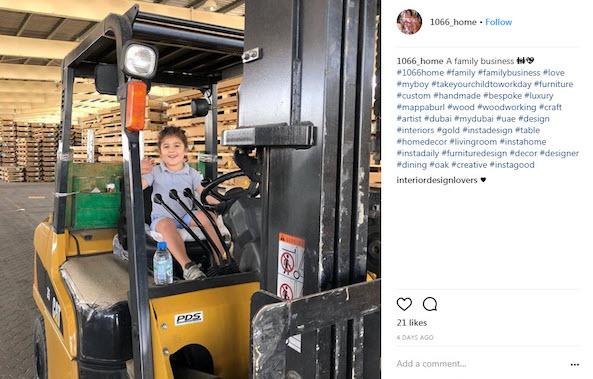 1066_home • Follow
1066_home A family business
#1066home #family #familybusiness #love
#myboy #takeyourchildtoworkday #furniture
#custom #handmade #bespoke #luxury
#mappaburl #wood #woodworking #craft
#artist #dubai #mydubai #uae #design
#interiors #gold #instadesign #table
#homedecor #livingroom #instahome
#instadaily #furnituredesign #decor #designer
#dining #oak #creative #instagood
interiordesignlovers ♥
21 likes
4 DAYS AGO
Add a comment...
PDS